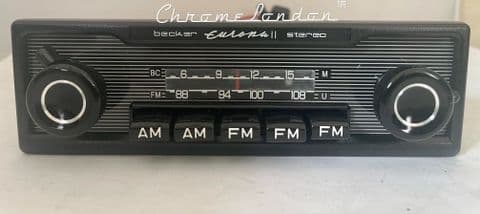 Chrome London TM
becker Europa II stereo
BC 6 9 12 15 M
FM 88 94 100 108 U
AM AM FM FM FM